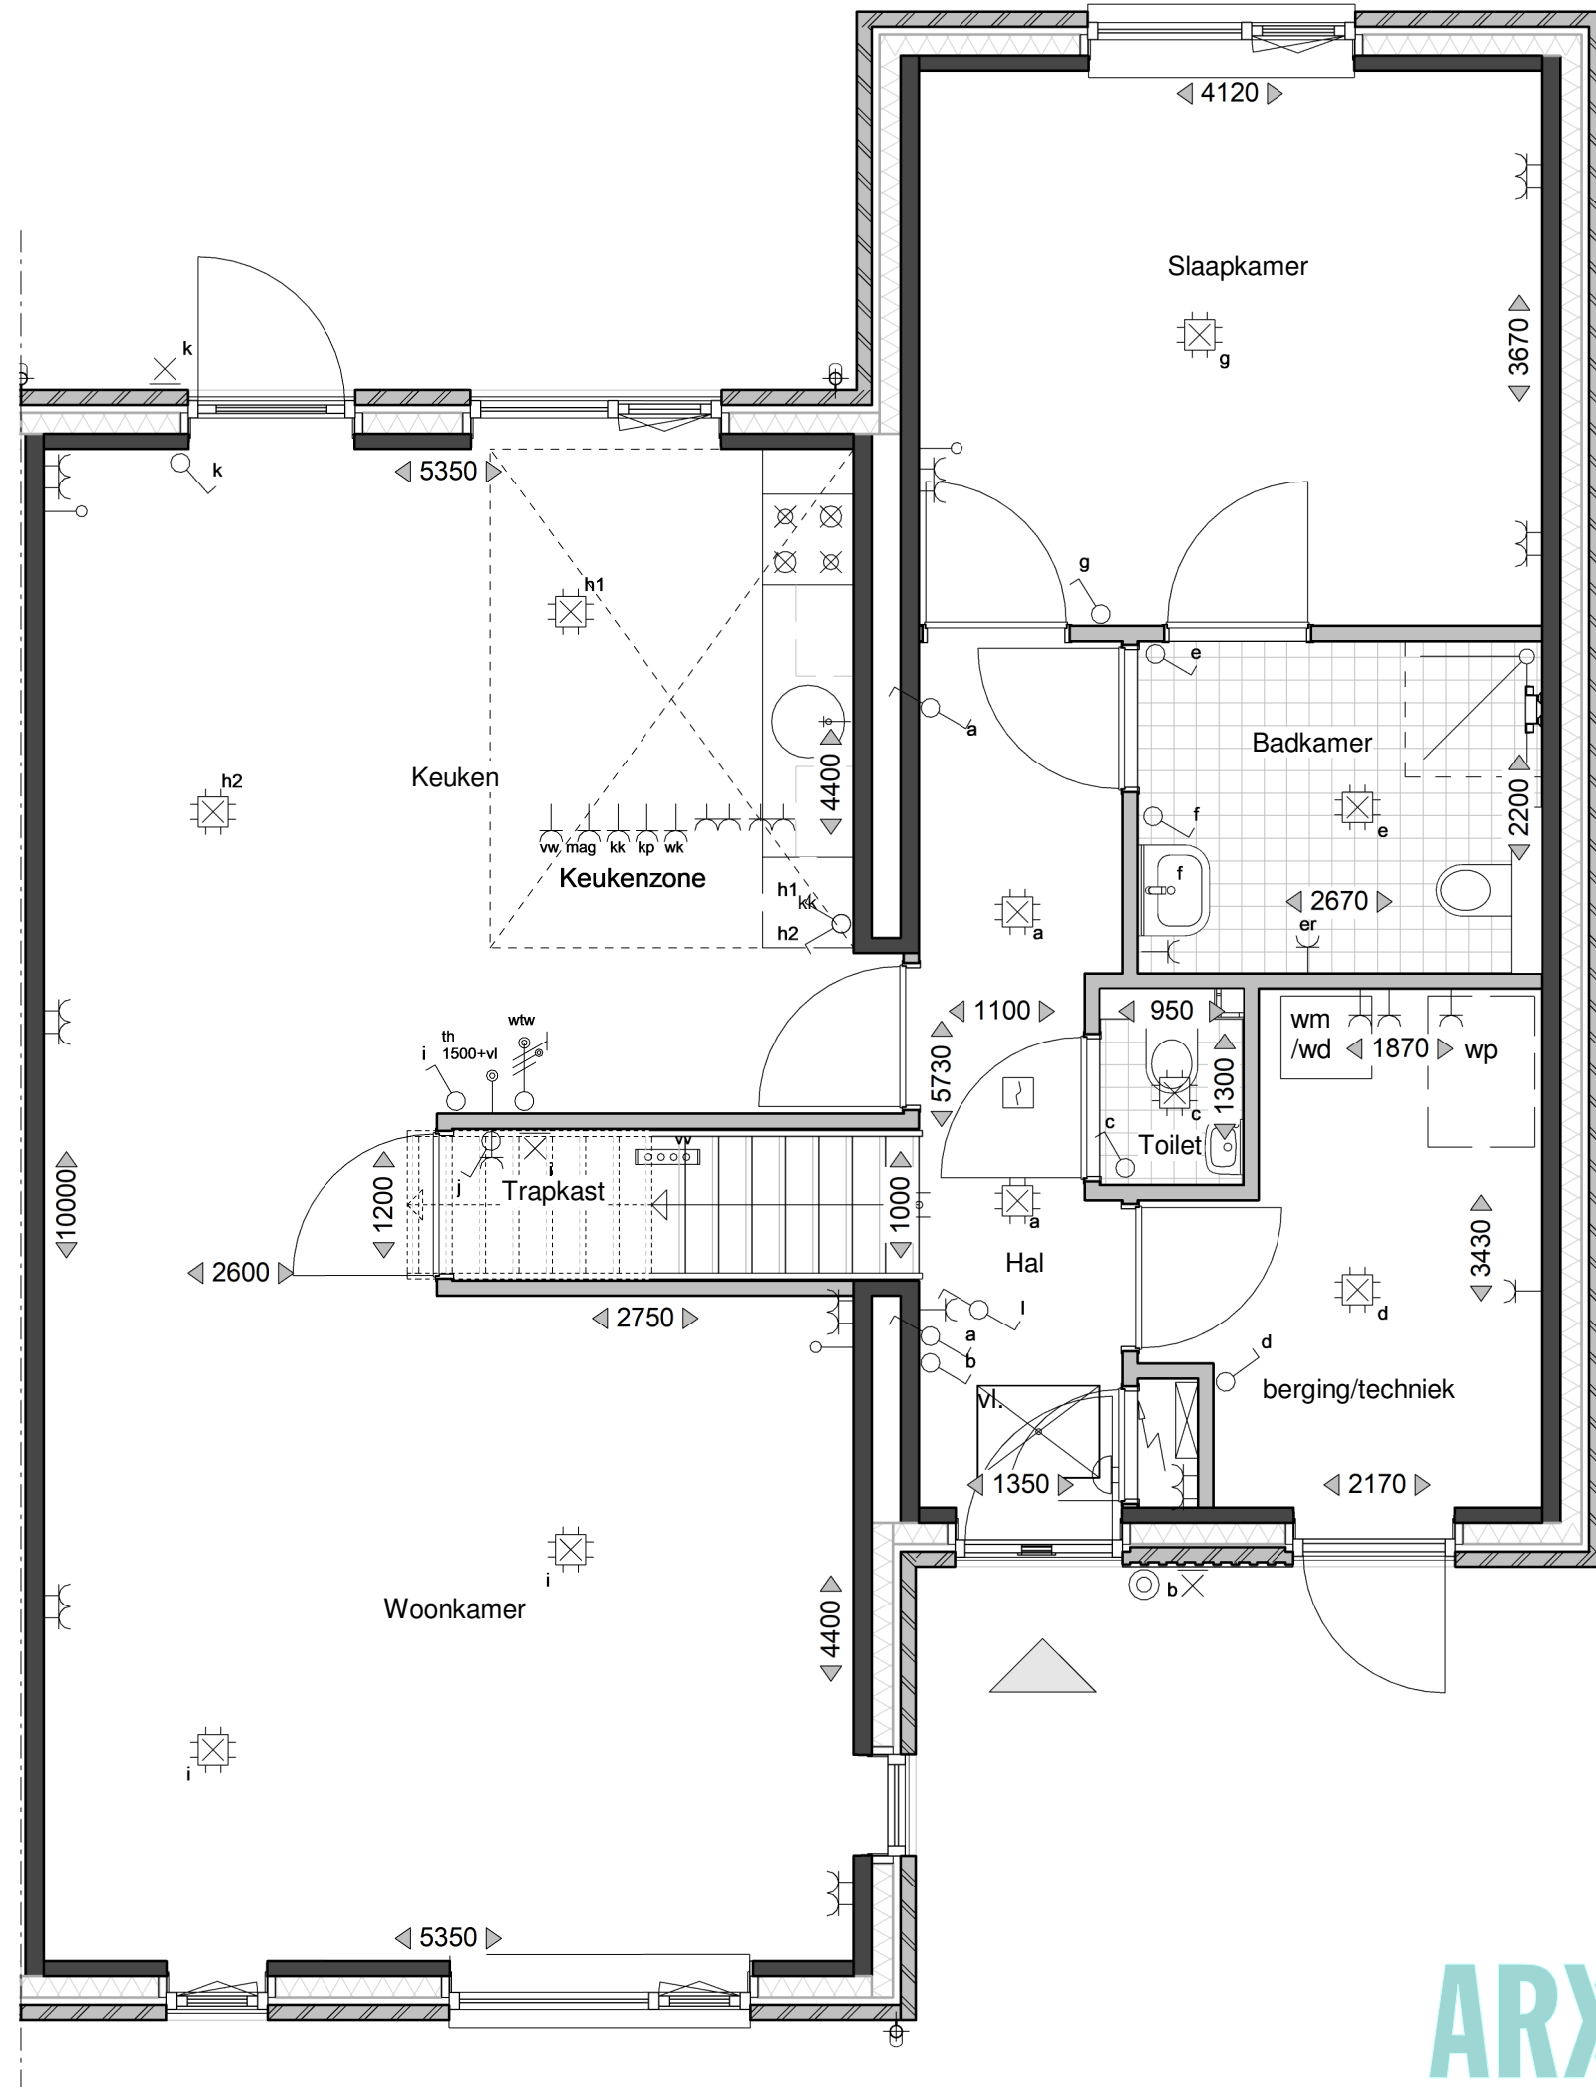 4120
Slaapkamer
g
3670
k
k
5350
h1
g
e
a
Badkamer
h2
Keuken
4400
f
e
2200
vw mag kk kp wk
Keukenzone
f
h1
kk
h2
2670
a
er
1100
950
wm
/wd
1870
wp
wtw
th
1500+vl
i
5730
1300
c
c
Toilet
vv
j
i
Trapkast
10000
1200
1000
a
2600
Hal
3430
2750
l
a
b
d
d
berging/techniek
vl.
1350
2170
i
b
Woonkamer
4400
i
5350
ARX